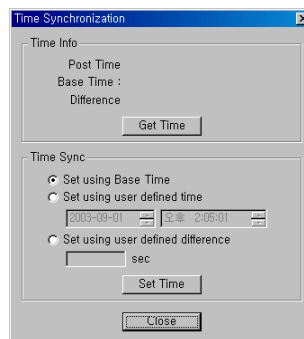 Time Synchronization
Time Info
Post Time
Base Time :
Difference
Get Time
Time Sync
Set using Base Time
Set using user defined time
2003-09-01 오후 2:05:01
Set using user defined difference
sec
Set Time
Close